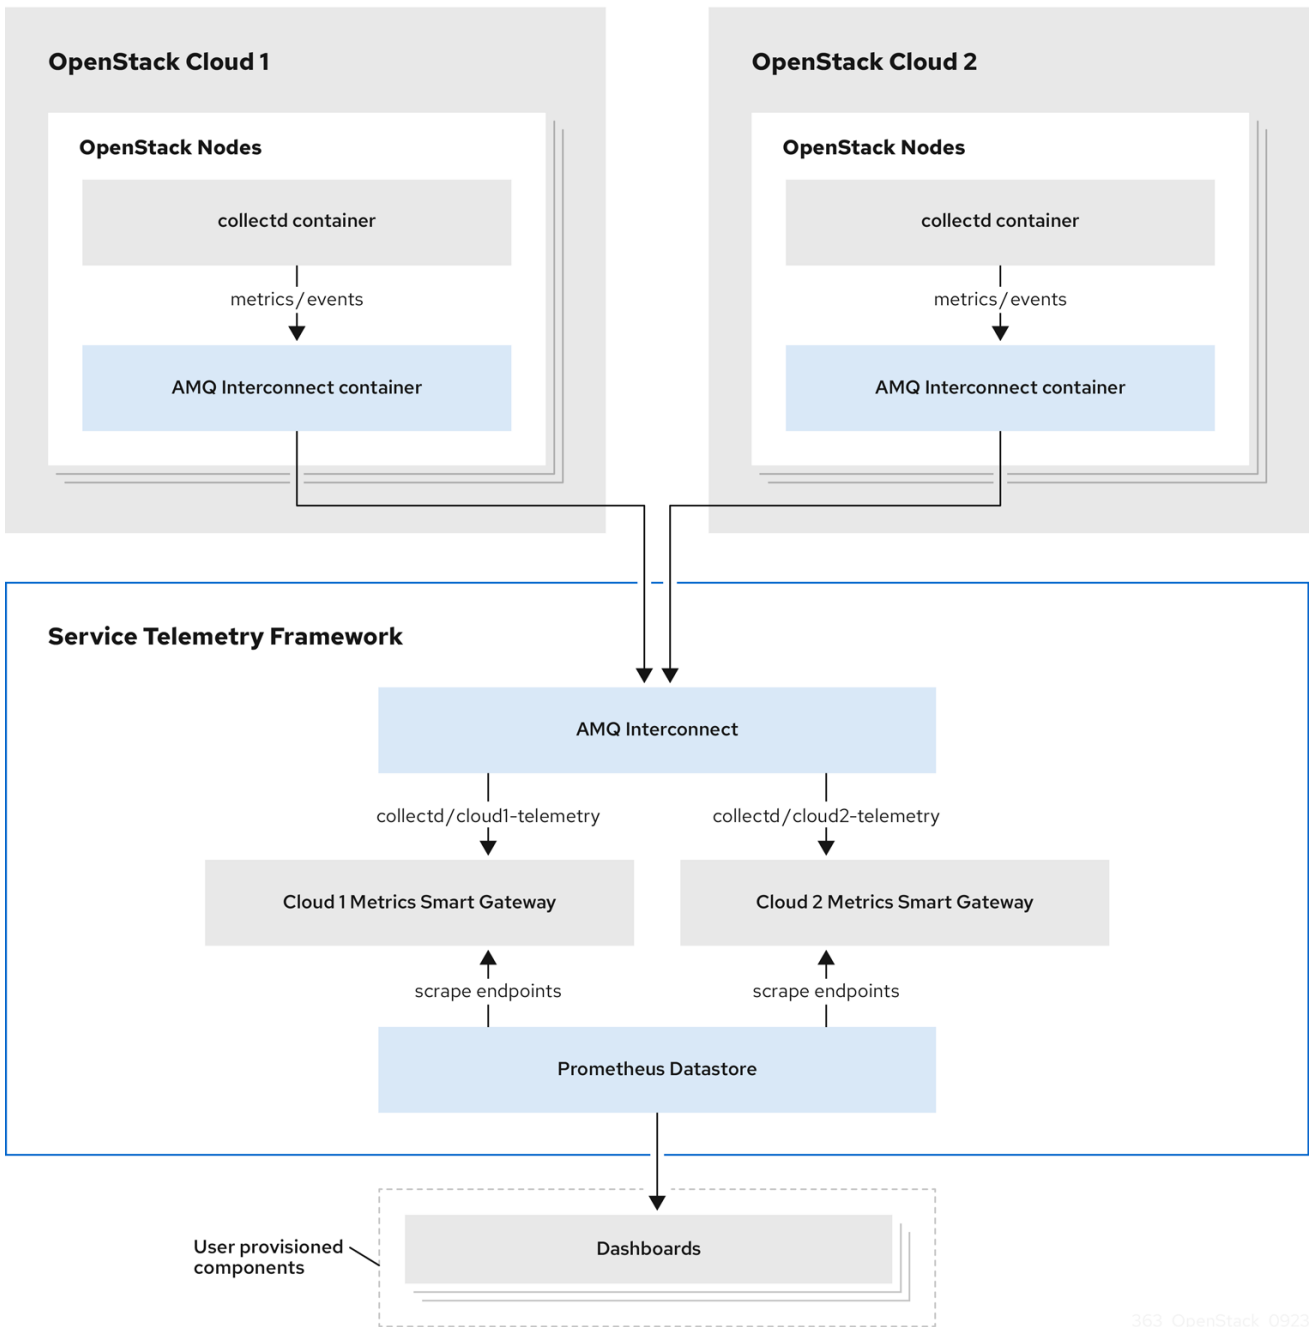 OpenStack Cloud 1
OpenStack Nodes
collectd container
metrics/events
AMQ Interconnect container
OpenStack Cloud 2
OpenStack Nodes
collectd container
metrics/events
AMQ Interconnect container
Service Telemetry Framework
AMQ Interconnect
collectd/cloud1-telemetry
collectd/cloud2-telemetry
Cloud 1 Metrics Smart Gateway
Cloud 2 Metrics Smart Gateway
scrape endpoints
scrape endpoints
Prometheus Datastore
User provisioned
components
Dashboards
363_OpenStack_092